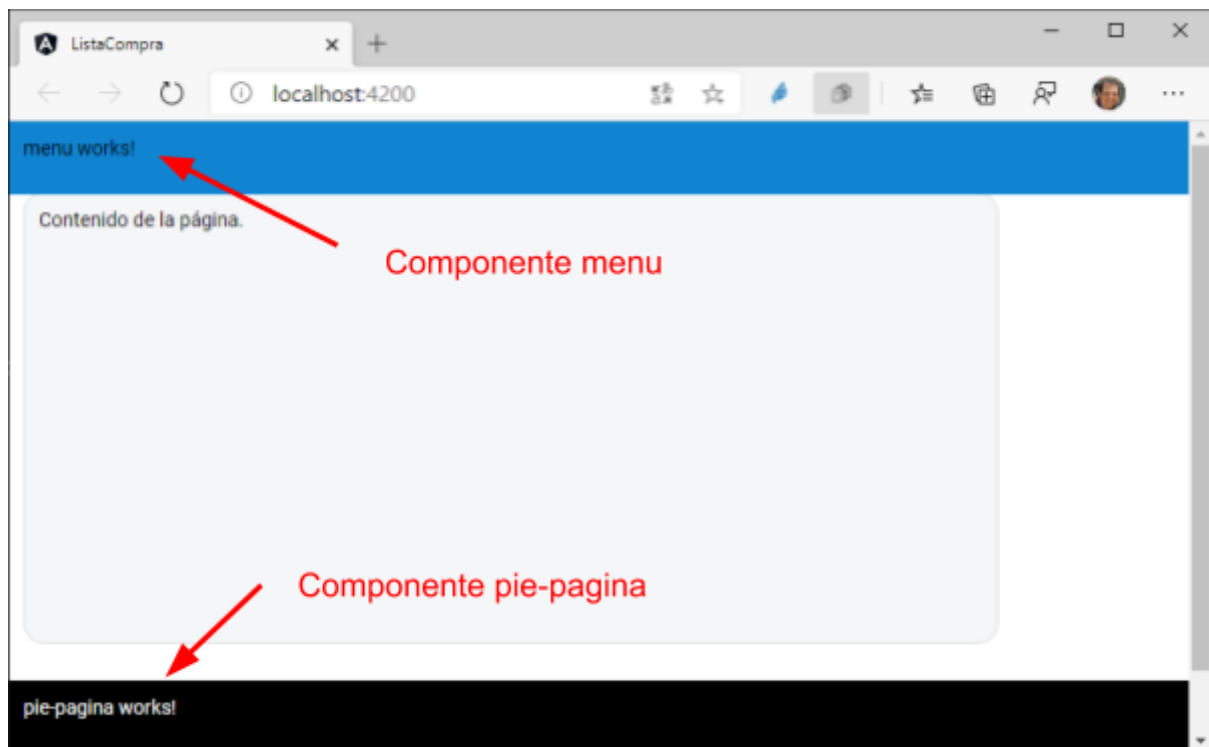 ListaCompra
localhost:4200
menu works!
Contenido de la página.
Componente menu
Componente pie-pagina
pie-pagina works!